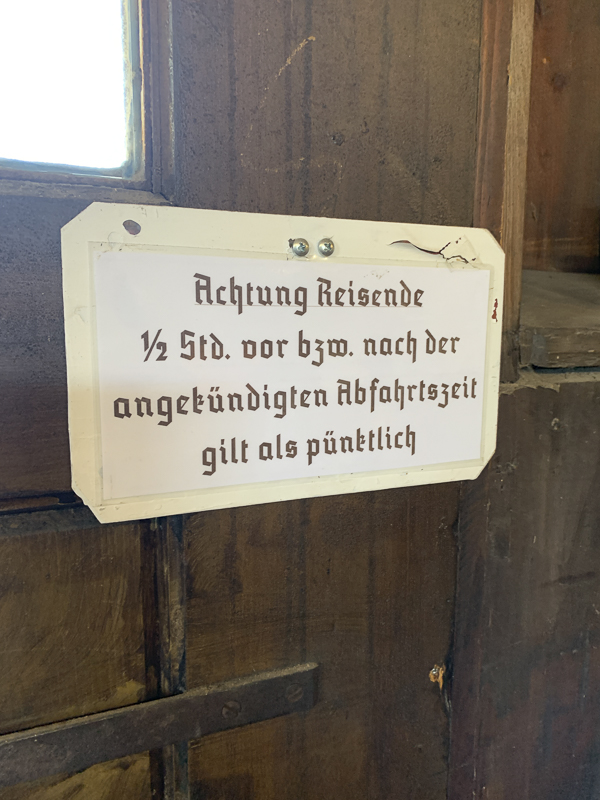 Achtung Reisende
½ Std. vor bzw. nach der
angekündigten Abfahrtszeit
gilt als pünktlich